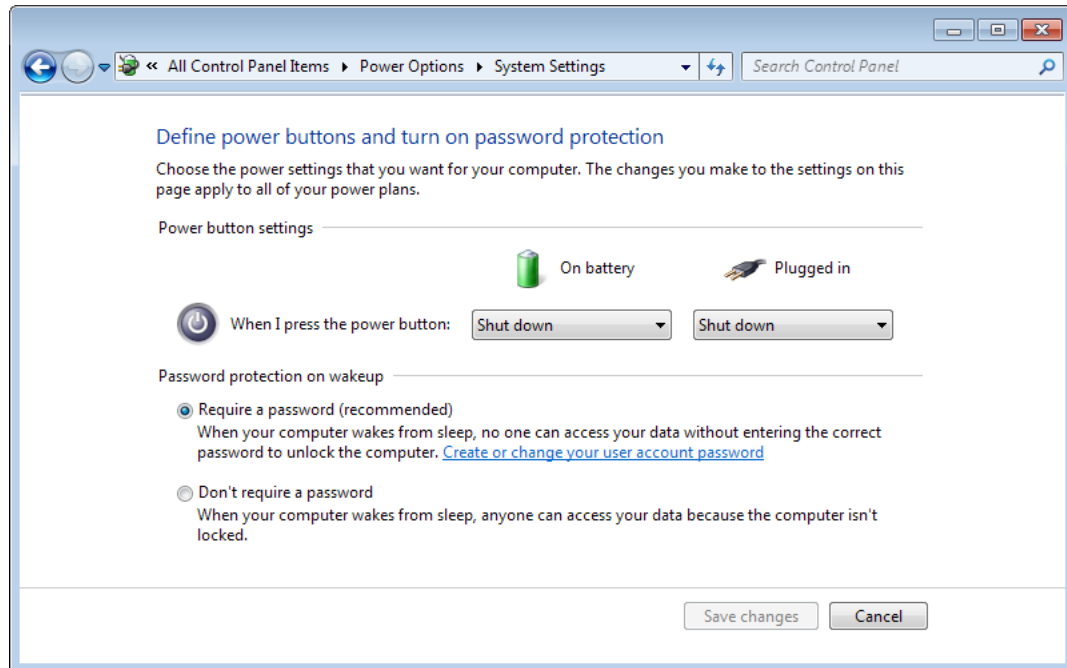 « All Control Panel Items ▸ Power Options ▸ System Settings
Search Control Panel
Define power buttons and turn on password protection
Choose the power settings that you want for your computer. The changes you make to the settings on this
page apply to all of your power plans.
Power button settings
On battery
Plugged in
When I press the power button:
Shut down
Shut down
Password protection on wakeup
Require a password (recommended)
When your computer wakes from sleep, no one can access your data without entering the correct
password to unlock the computer. Create or change your user account password
Don't require a password
When your computer wakes from sleep, anyone can access your data because the computer isn't
locked.
Save changes
Cancel